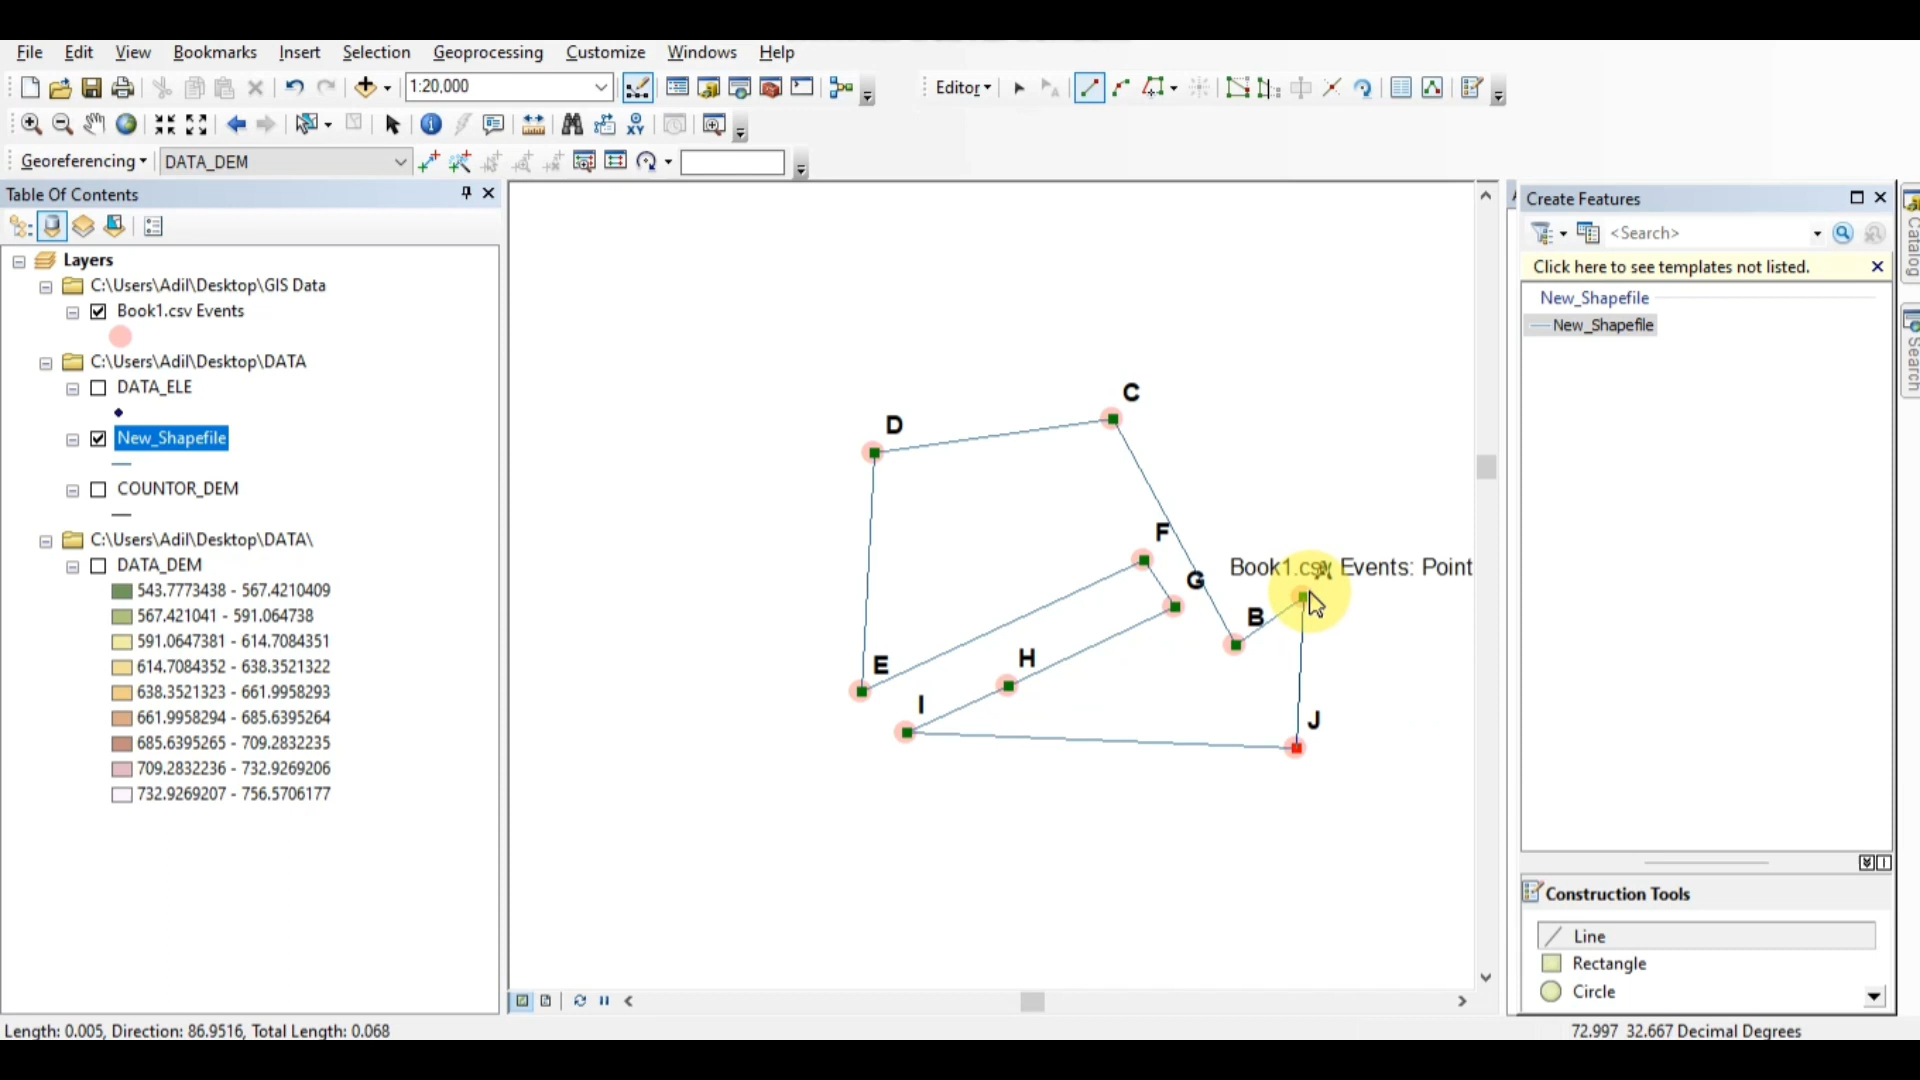 File Edit View Bookmarks Insert Selection Geoprocessing Customize Windows Help
1:20,000 Editor
Georeferencing DATA_DEM
Table Of Contents
Layers
C:\Users\Adil\Desktop\GIS Data
Book1.csv Events
C:\Users\Adil\Desktop\DATA
DATA_ELE
New_Shapefile
COUNTOR_DEM
C:\Users\Adil\Desktop\DATA\
DATA_DEM
543.7773438 - 567.4210409
567.421041 - 591.064738
591.0647381 - 614.7084351
614.7084352 - 638.3521322
638.3521323 - 661.9958293
661.9958294 - 685.6395264
685.6395265 - 709.2832235
709.2832236 - 732.9269206
732.9269207 - 756.5706177
C
D
F
Book1.csv Events: Point
G
B
H
E
I
J
Create Features
<Search>
Click here to see templates not listed.
New_Shapefile
New_Shapefile
Construction Tools
Line
Rectangle
Circle
Catalog
Search
Length: 0.005, Direction: 86.9516, Total Length: 0.068
72.997 32.667 Decimal Degrees